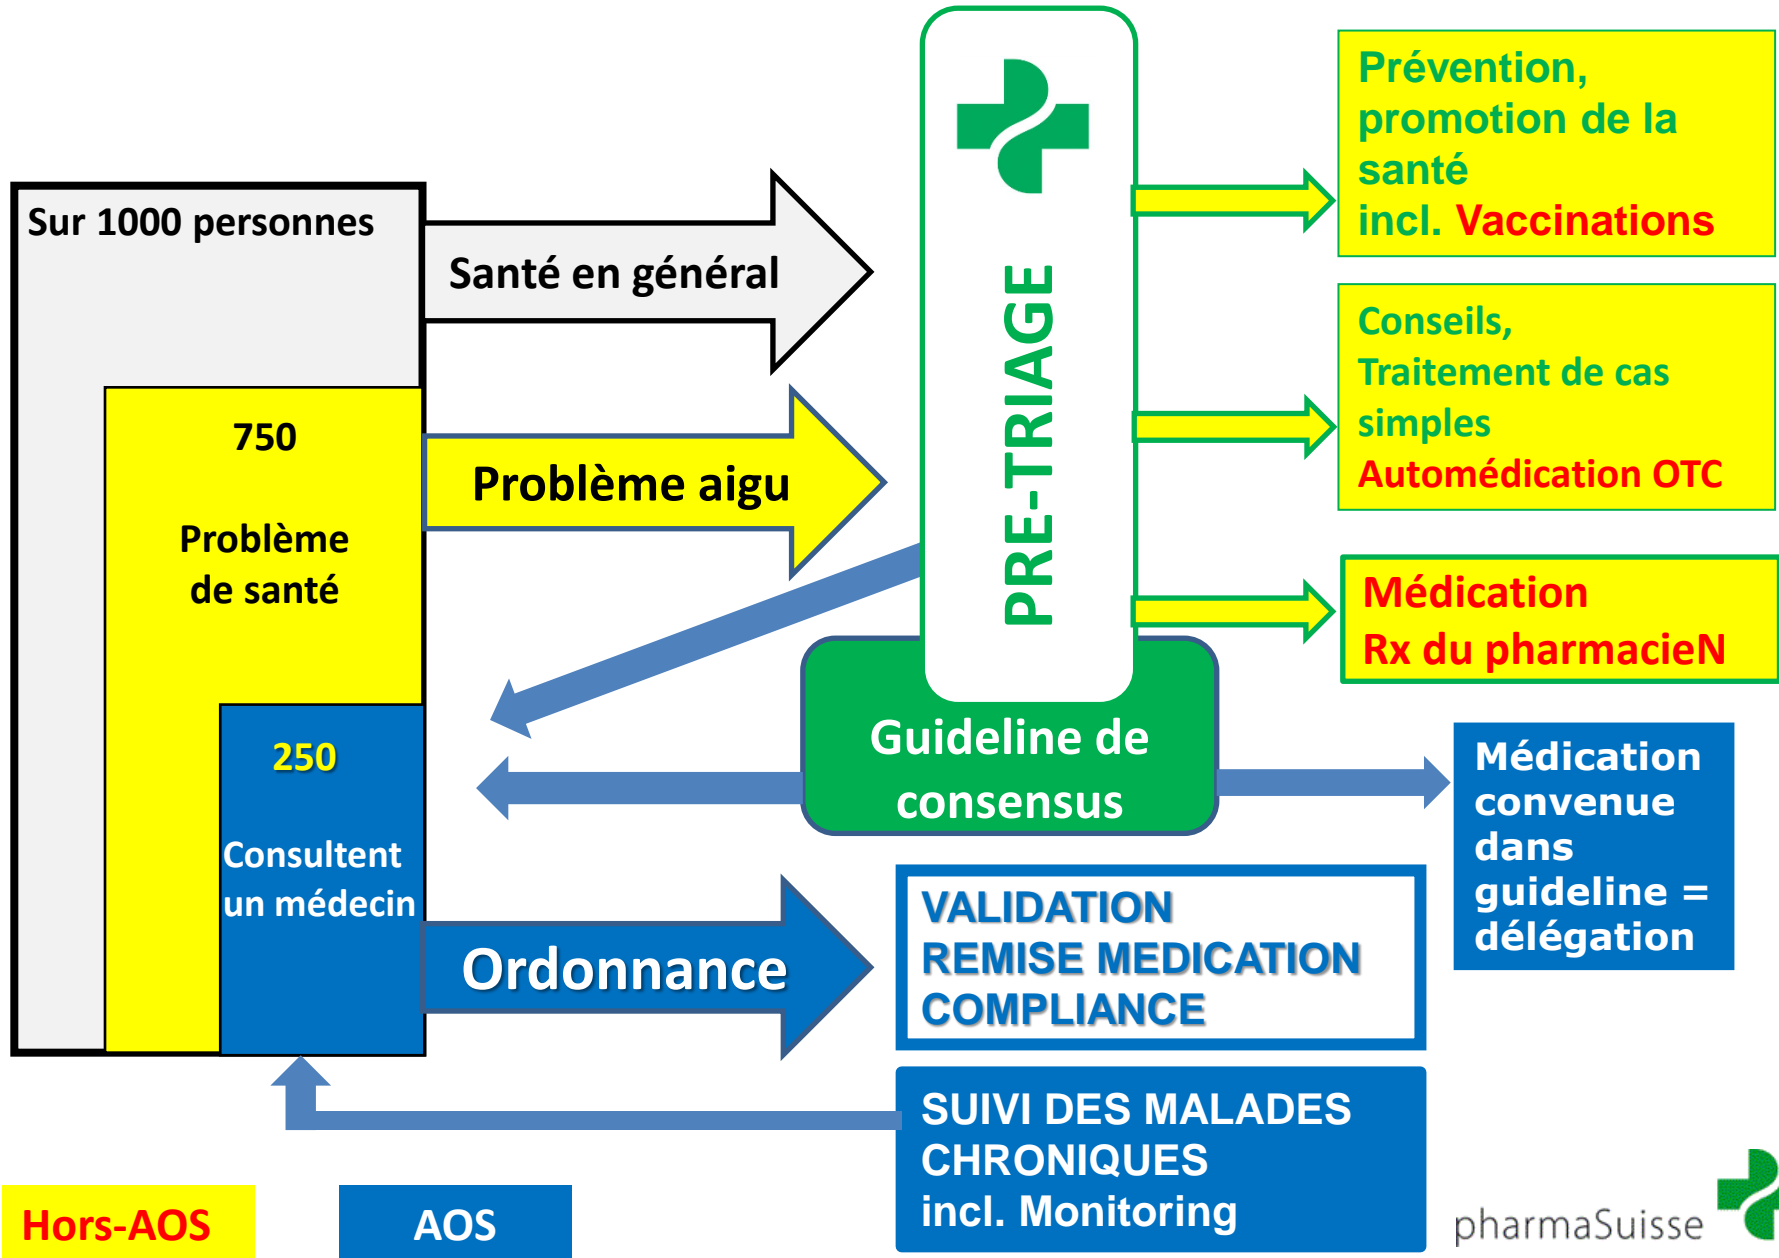 Sur 1000 personnes
750
Problème
de santé
250
Consultent
un médecin
Santé en général
Problème aigu
Ordonnance
PRE-TRIAGE
Guideline de
consensus
Prévention,
promotion de la
santé
incl. Vaccinations
Conseils,
Traitement de cas
simples
Automédication OTC
Médication
Rx du pharmacieN
Médication
convenue
dans
guideline =
délégation
VALIDATION
REMISE MEDICATION
COMPLIANCE
SUIVI DES MALADES
CHRONIQUES
incl. Monitoring
Hors-AOS
AOS
pharmaSuisse